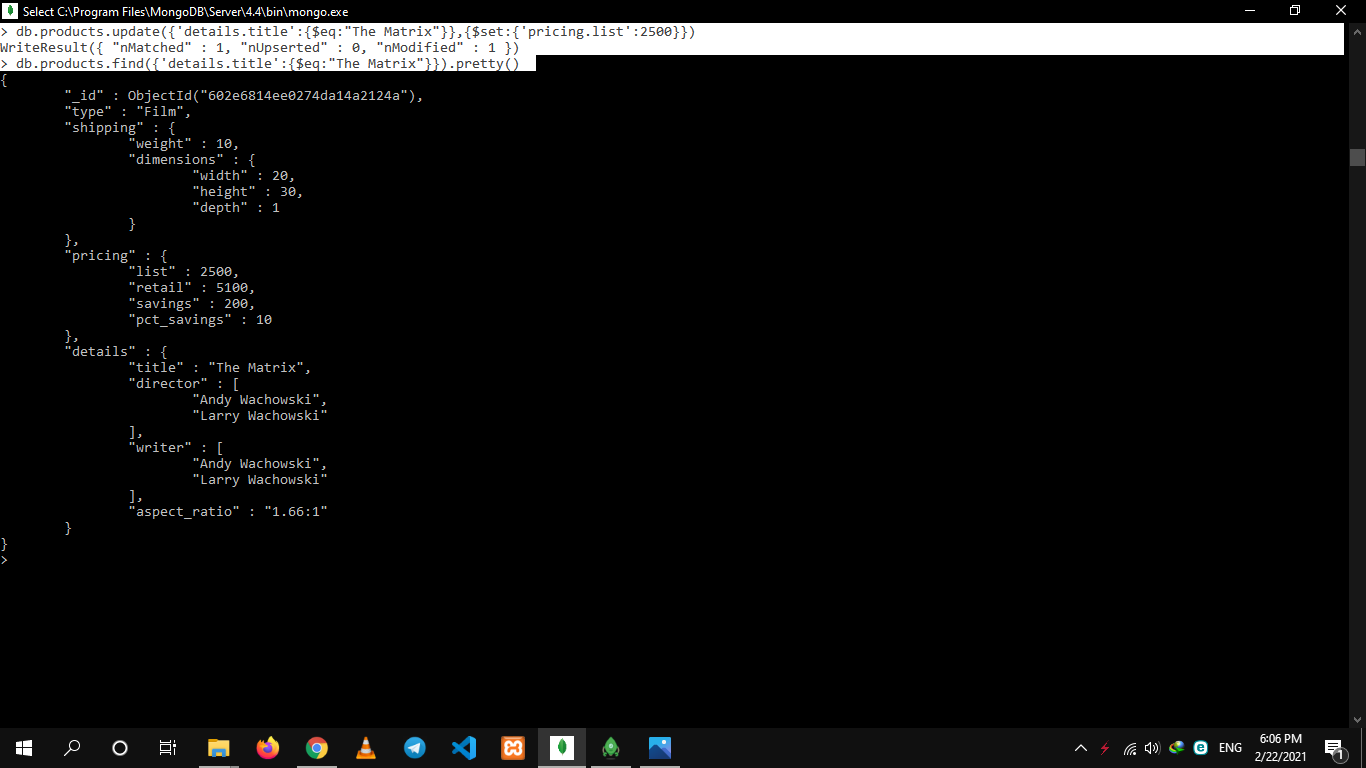 Select C:\Program Files\MongoDB\Server\4.4\bin\mongo.exe
> db.products.update({'details.title':{$eq:"The Matrix"}},{$set:{'pricing.list':2500}})
WriteResult({ "nMatched" : 1, "nUpserted" : 0, "nModified" : 1 })
> db.products.find({'details.title':{$eq:"The Matrix"}}).pretty()
{
        "_id" : ObjectId("602e6814ee0274da14a2124a"),
        "type" : "Film",
        "shipping" : {
                "weight" : 10,
                "dimensions" : {
                        "width" : 20,
                        "height" : 30,
                        "depth" : 1
                }
        },
        "pricing" : {
                "list" : 2500,
                "retail" : 5100,
                "savings" : 200,
                "pct_savings" : 10
        },
        "details" : {
                "title" : "The Matrix",
                "director" : [
                        "Andy Wachowski",
                        "Larry Wachowski"
                ],
                "writer" : [
                        "Andy Wachowski",
                        "Larry Wachowski"
                ],
                "aspect_ratio" : "1.66:1"
        }
}
>
ENG
6:06 PM
2/22/2021
1